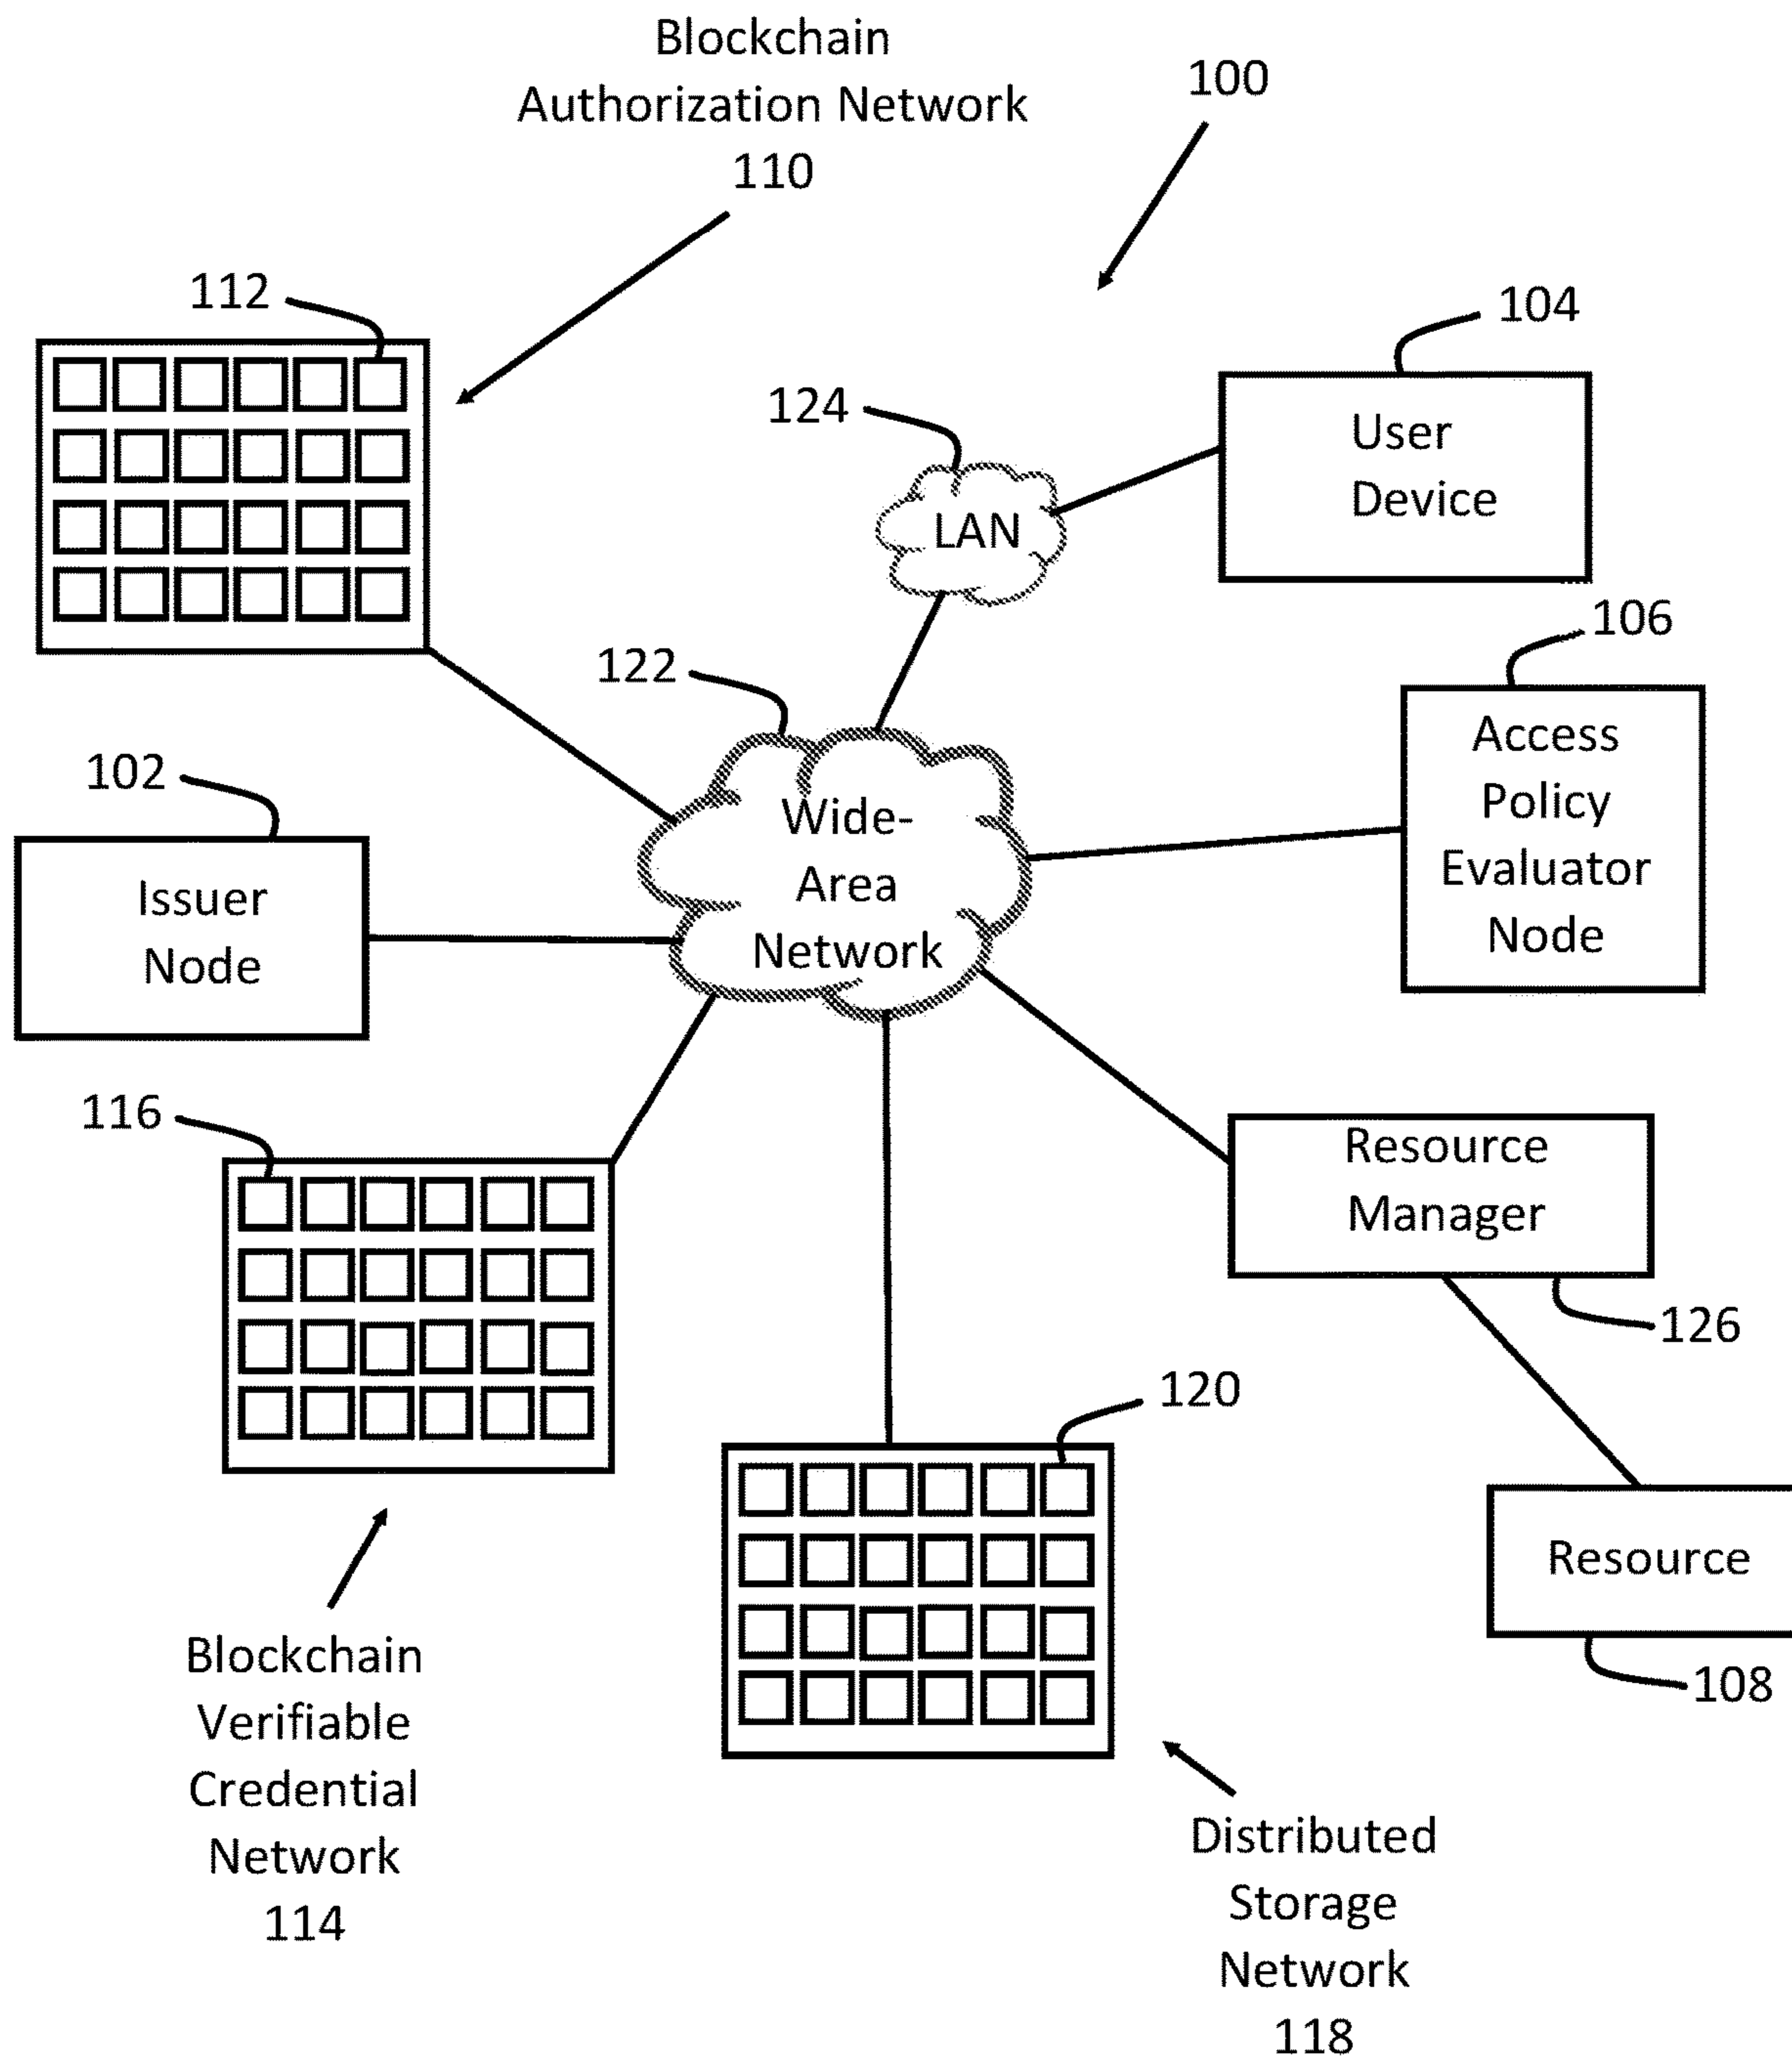 Blockchain
Authorization Network
110
100
112
104
124
User
Device
LAN
106
122
Access
Policy
Evaluator
Node
102
Wide-
Area
Network
Issuer
Node
116
Resource
Manager
126
120
Resource
108
Blockchain
Verifiable
Credential
Network
114
Distributed
Storage
Network
118